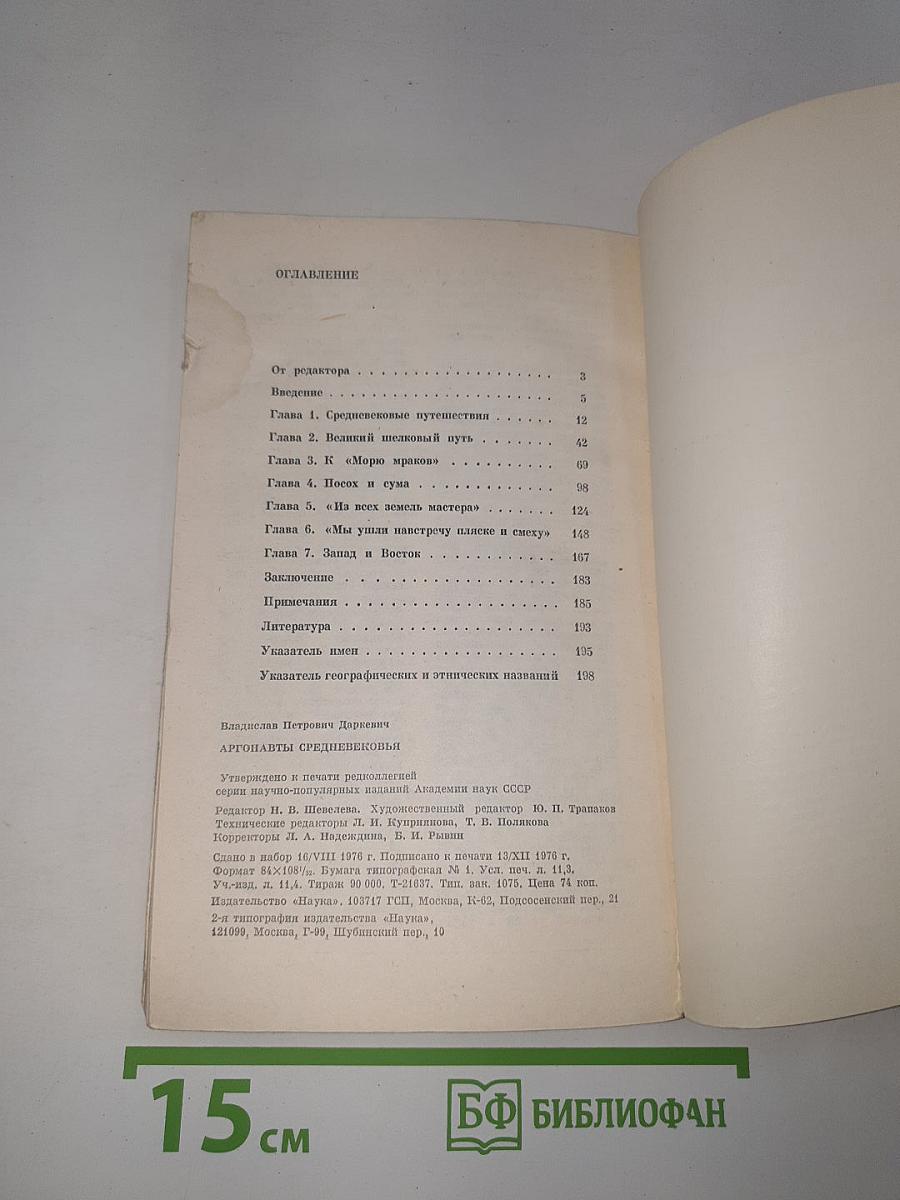 ОГЛАВЛЕНИЕ
От редактора . . . . . . . . . . . . . . . . . . . 3
Введение . . . . . . . . . . . . . . . . . . . . . . 5
Глава 1. Средневековые путешествия . . . . . . 12
Глава 2. Великий шелковый путь . . . . . . . 42
Глава 3. К «Морю мраков» . . . . . . . . . . 69
Глава 4. Посох и сума . . . . . . . . . . . . . 98
Глава 5. «Из всех земель мастера» . . . . . . . 124
Глава 6. «Мы ушли навстречу пляске и смеху» 148
Глава 7. Запад и Восток . . . . . . . . . . . . 167
Заключение . . . . . . . . . . . . . . . . . . . 183
Примечания . . . . . . . . . . . . . . . . . . . . 185
Литература . . . . . . . . . . . . . . . . . . . . 193
Указатель имен . . . . . . . . . . . . . . . . . . 195
Указатель географических и этнических названий 198
Владислав Петрович Даркевич
АРГОНАВТЫ СРЕДНЕВЕКОВЬЯ
Утверждено к печати редколлегией
серии научно-популярных изданий Академии наук СССР
Редактор Н. В. Шевелева. Художественный редактор Ю. П. Трапаков
Технические редакторы Л. И. Куприянова, Т. В. Полякова
Корректоры Л. А. Надеждина, Б. И. Рывин
Сдано в набор 16/VIII 1976 г. Подписано к печати 13/XII 1976 г.
Формат 84×108¹/₃₂. Бумага типографская № 1. Усл. печ. л. 11,3.
Уч.-изд. л. 11,4. Тираж 90 000. Т-21637. Тип. зак. 1075. Цена 74 коп.
Издательство «Наука». 103717 ГСП, Москва, К-62, Подсосенский пер., 21
2-я типография издательства «Наука»,
121099, Москва, Г-99, Шубинский пер., 10
15 см
БФ БИБЛИОФАН